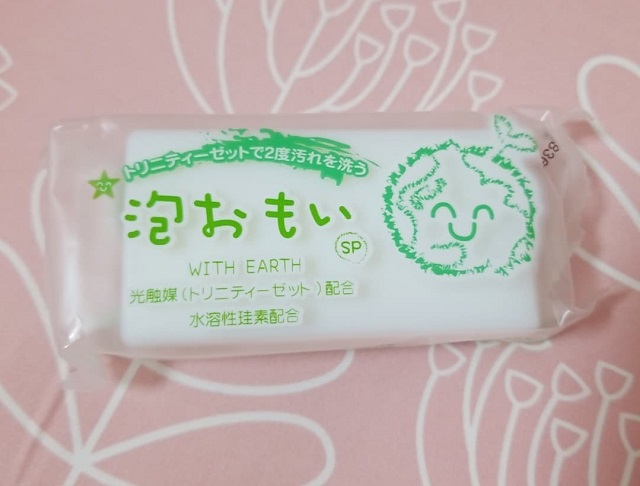 トリニティーゼットで2度汚れを洗う
泡おもい
SP
WITH EARTH
光触媒(トリニティーゼット)配合
水溶性珪素配合